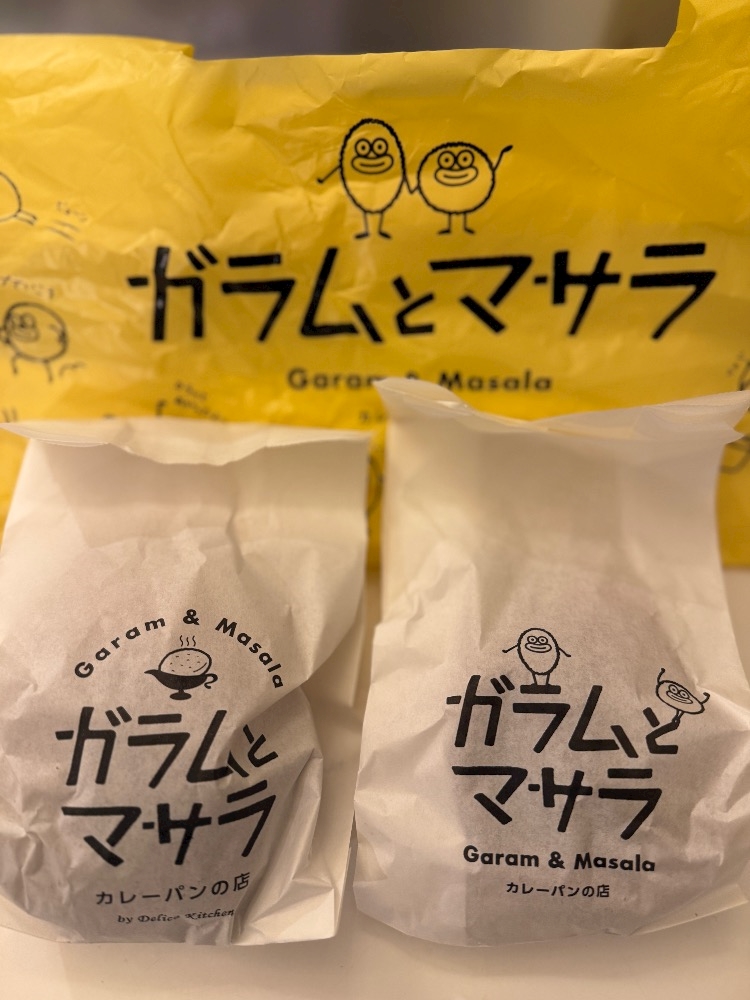 ガラムとマサラ
Garam & Masala
Garam & Masala
ガラムと
マサラ
カレーパンの店
by Delice Kitchen
ガラムと
マサラ
Garam & Masala
カレーパンの店